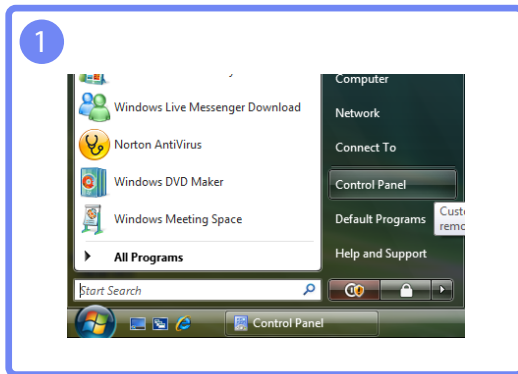 1
Windows Live Messenger Download
Norton AntiVirus
Windows DVD Maker
Windows Meeting Space
All Programs
Start Search
Computer
Network
Connect To
Control Panel
Default Programs
Help and Support
Control Panel